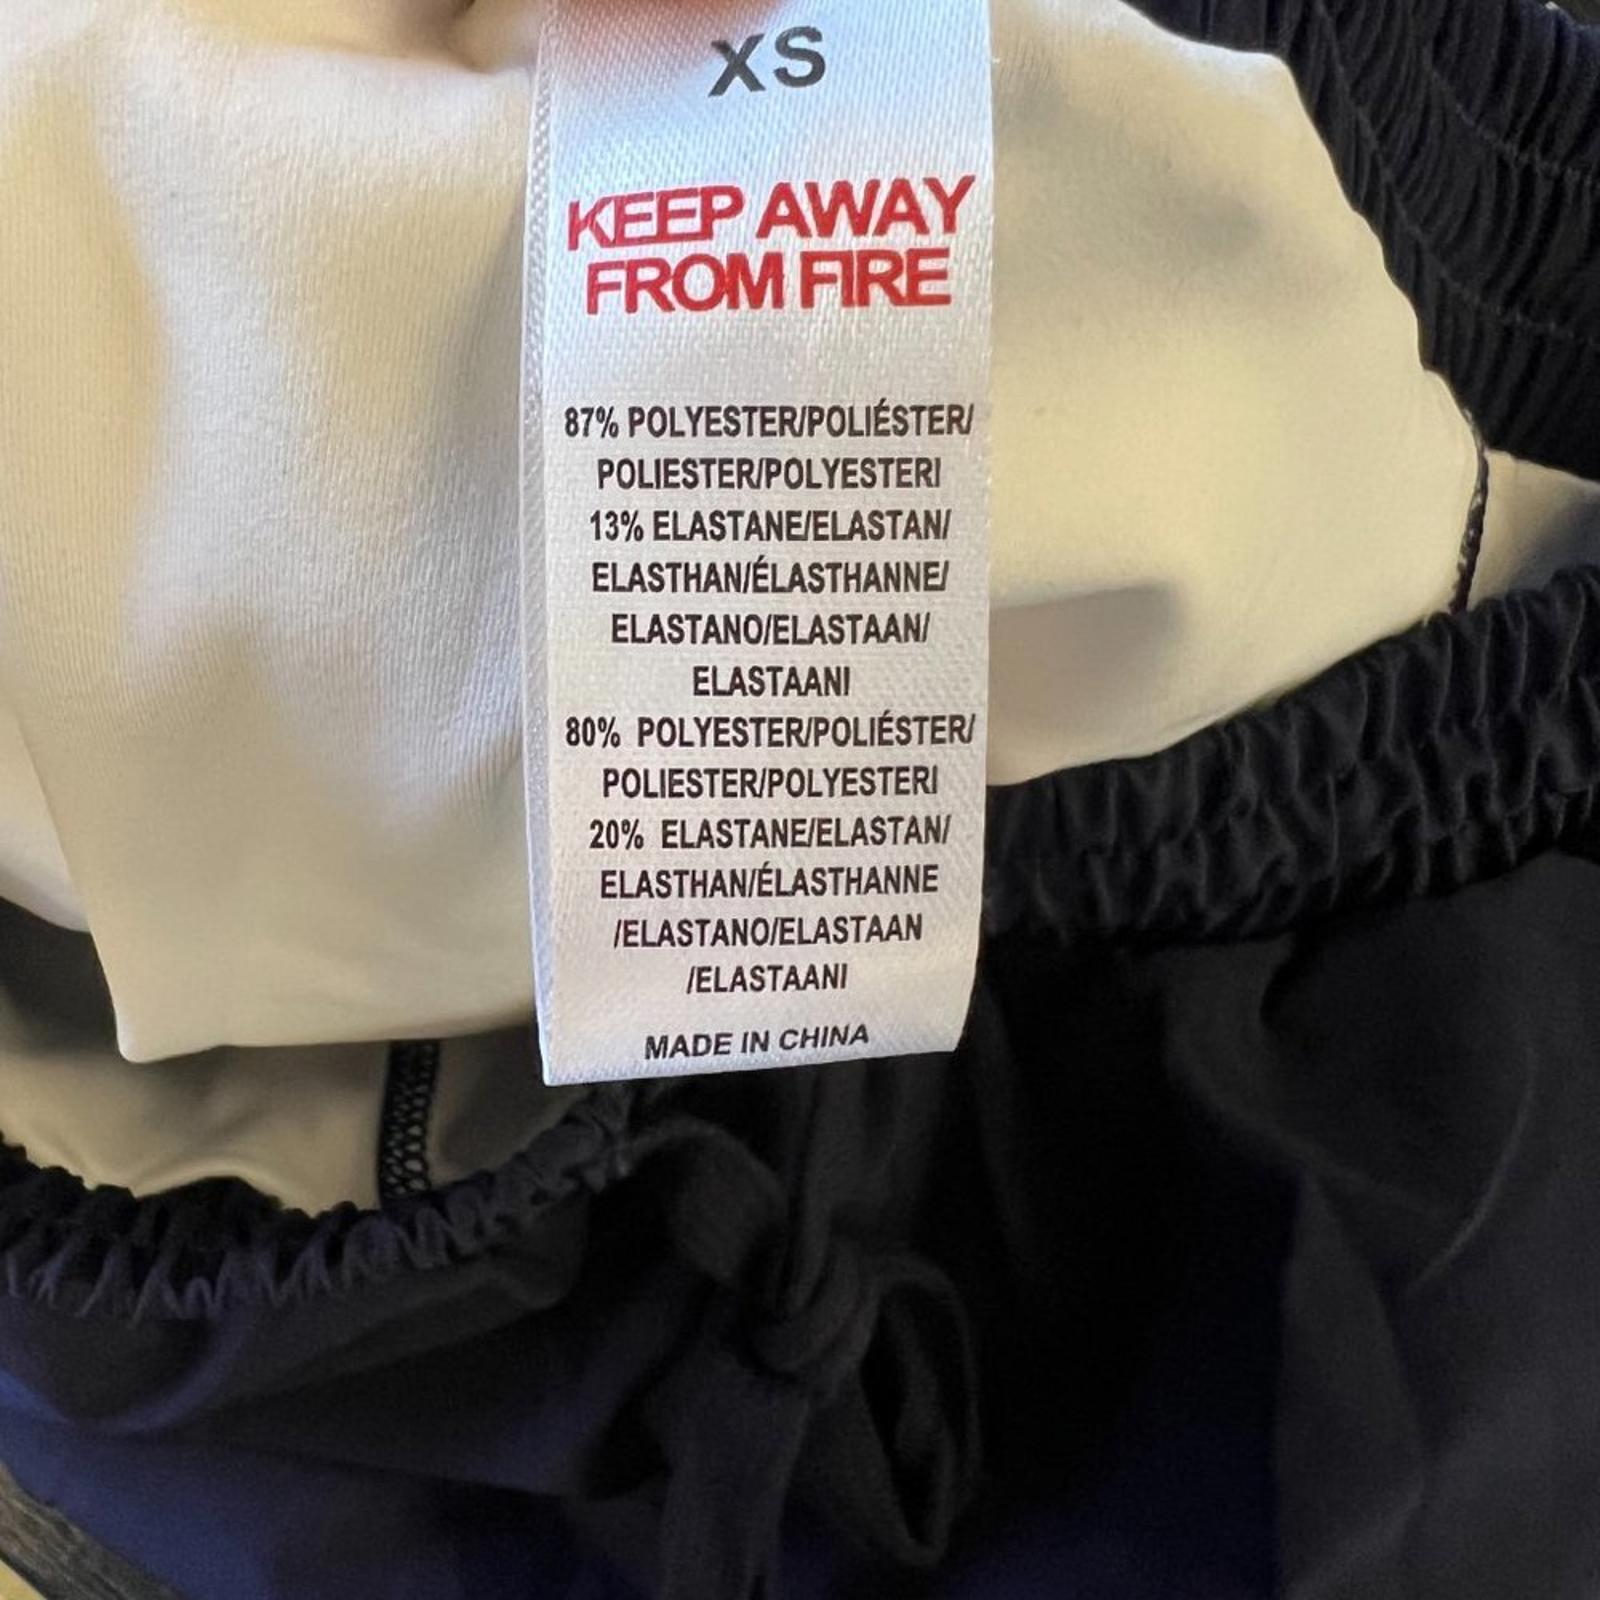 XS
KEEP AWAY
FROM FIRE
87% POLYESTER/POLIÉSTER/
POLIESTER/POLYESTERI
13% ELASTANE/ELASTAN/
ELASTHAN/ÉLASTHANNE/
ELASTANO/ELASTAAN/
ELASTAANI
80% POLYESTER/POLIÉSTER/
POLIESTER/POLYESTERI
20% ELASTANE/ELASTAN/
ELASTHAN/ÉLASTHANNE
/ELASTANO/ELASTAAN
/ELASTAANI
MADE IN CHINA